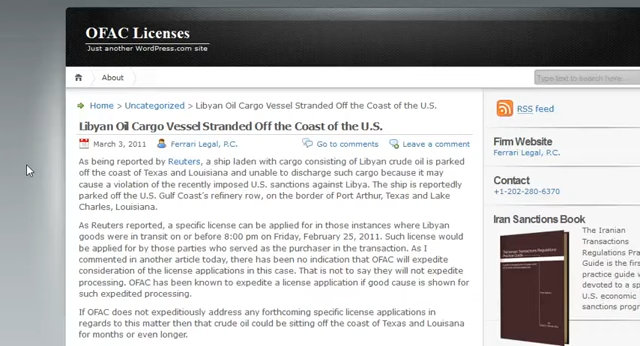 OFAC Licenses
Just another WordPress.com site
About
Type text to search here...
Home > Uncategorized > Libyan Oil Cargo Vessel Stranded Off the Coast of the U.S.
RSS feed
Libyan Oil Cargo Vessel Stranded Off the Coast of the U.S.
March 3, 2011
Ferrari Legal, P.C.
Go to comments
Leave a comment
Firm Website
Ferrari Legal, P.C.
As being reported by Reuters, a ship laden with cargo consisting of Libyan crude oil is parked
off the coast of Texas and Louisiana and unable to discharge such cargo because it may
cause a violation of the recently imposed U.S. sanctions against Libya. The ship is reportedly
parked off the U.S. Gulf Coast's refinery row, on the border of Port Arthur, Texas and Lake
Charles, Louisiana.
Contact
+1-202-280-6370
As Reuters reported, a specific license can be applied for in those instances where Libyan
goods were in transit on or before 8:00 pm on Friday, February 25, 2011. Such license would
be applied for by those parties who served as the purchaser in the transaction. As I
commented in another article today, there has been no indication that OFAC will expedite
consideration of the license applications in this case. That is not to say they will not expedite
processing. OFAC has been known to expedite a license application if good cause is shown for
such expedited processing.
If OFAC does not expeditiously address any forthcoming specific license applications in
regards to this matter then that crude oil could be sitting off the coast of Texas and Louisana
for months or even longer.
Iran Sanctions Book
The Iranian
Transactions
Regulations Pra
Guide is the firs
practice guide
devoted to a sp
U.S. economic
sanctions prog